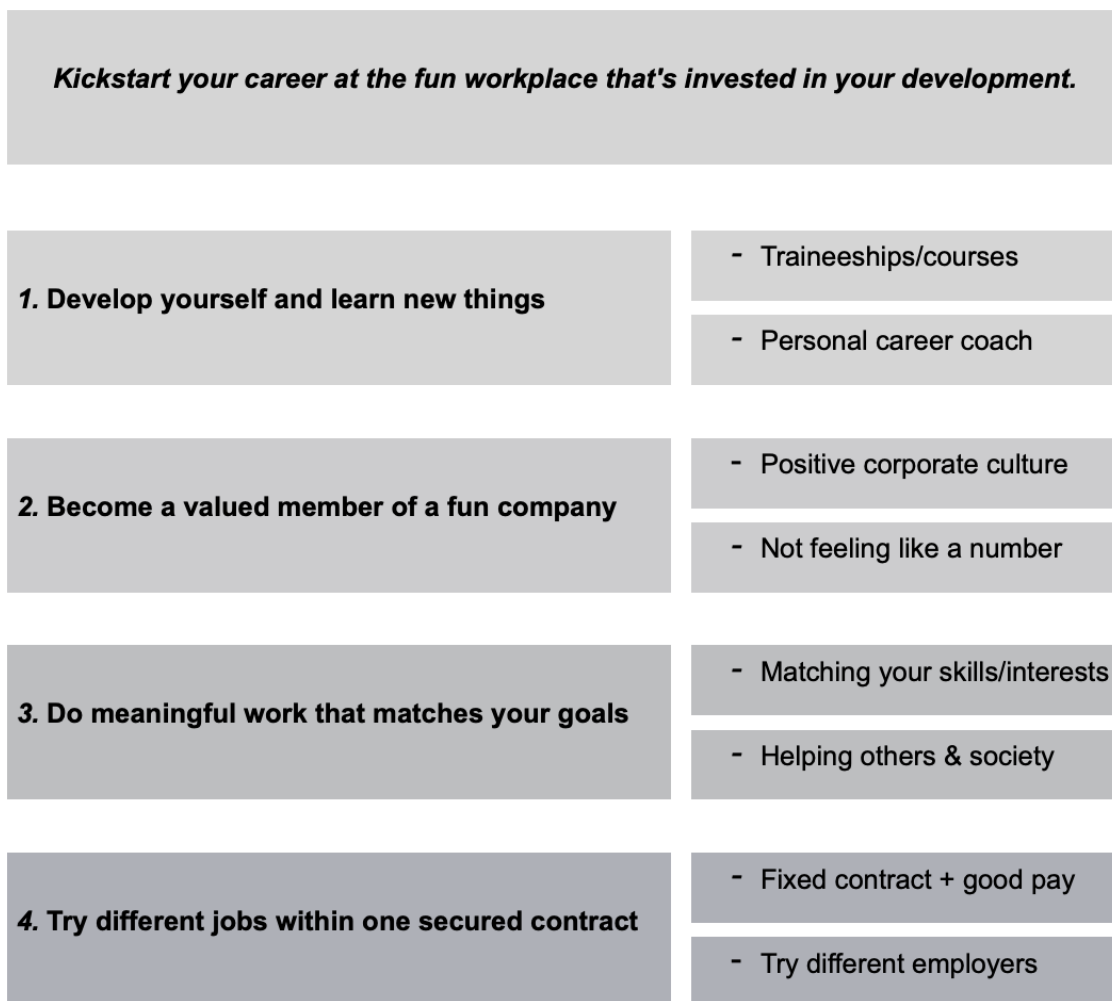 Kickstart your career at the fun workplace that's invested in your development.
1. Develop yourself and learn new things
- Traineeships/courses
- Personal career coach
2. Become a valued member of a fun company
- Positive corporate culture
- Not feeling like a number
3. Do meaningful work that matches your goals
- Matching your skills/interests
- Helping others & society
4. Try different jobs within one secured contract
- Fixed contract + good pay
- Try different employers